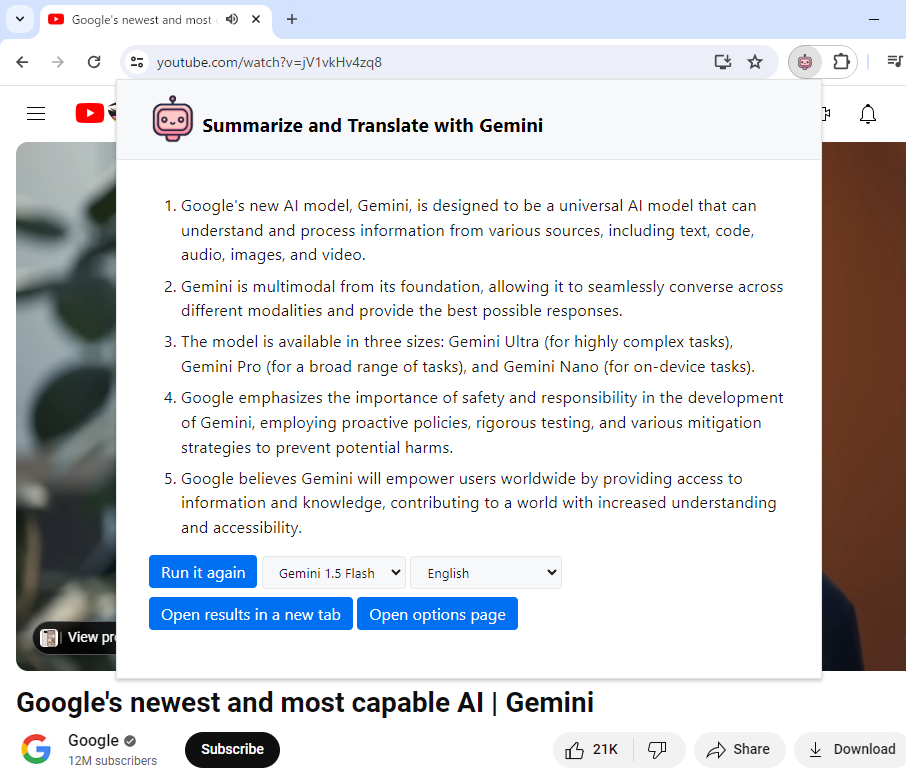 Google's newest and most
youtube.com/watch?v=jV1vkHv4zq8
Summarize and Translate with Gemini
1. Google's new AI model, Gemini, is designed to be a universal AI model that can
understand and process information from various sources, including text, code,
audio, images, and video.
2. Gemini is multimodal from its foundation, allowing it to seamlessly converse across
different modalities and provide the best possible responses.
3. The model is available in three sizes: Gemini Ultra (for highly complex tasks),
Gemini Pro (for a broad range of tasks), and Gemini Nano (for on-device tasks).
4. Google emphasizes the importance of safety and responsibility in the development
of Gemini, employing proactive policies, rigorous testing, and various mitigation
strategies to prevent potential harms.
5. Google believes Gemini will empower users worldwide by providing access to
information and knowledge, contributing to a world with increased understanding
and accessibility.
Run it again Gemini 1.5 Flash English
Open results in a new tab Open options page
View
Google's newest and most capable AI | Gemini
Google
12M subscribers
Subscribe
21K
Share
Download